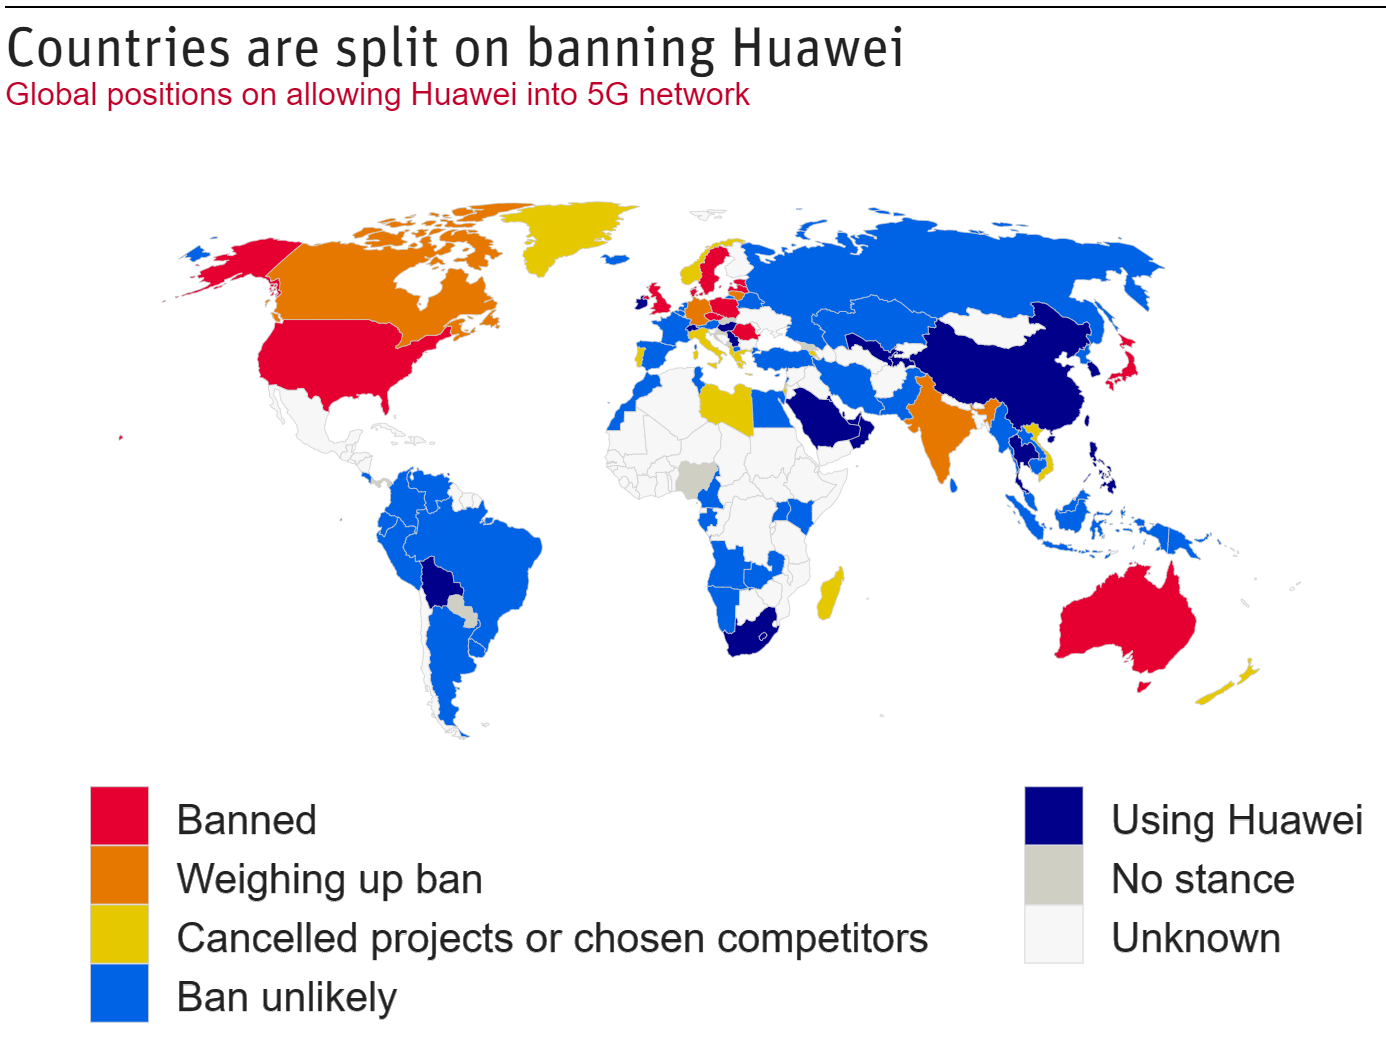 Countries are split on banning Huawei
Global positions on allowing Huawei into 5G network
Banned
Weighing up ban
Cancelled projects or chosen competitors
Ban unlikely
Using Huawei
No stance
Unknown